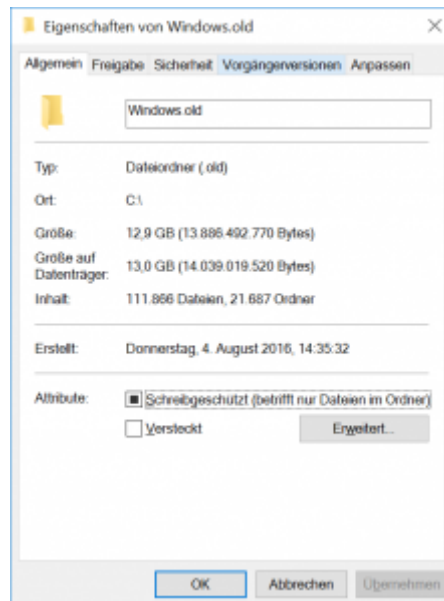 Eigenschaften von Windows.old
Allgemein Freigabe Sicherheit Vorgängerversionen Anpassen
Windows.old
Typ: Dateiordner (.old)
Ort: C:\
Größe: 12,9 GB (13.886.492.770 Bytes)
Größe auf Datenträger: 13,0 GB (14.039.019.520 Bytes)
Inhalt: 111.866 Dateien, 21.687 Ordner
Erstellt: Donnerstag, 4. August 2016, 14:35:32
Attribute: Schreibgeschützt (betrifft nur Dateien im Ordner)
Versteckt Erweitert...
OK Abbrechen Übernehmen